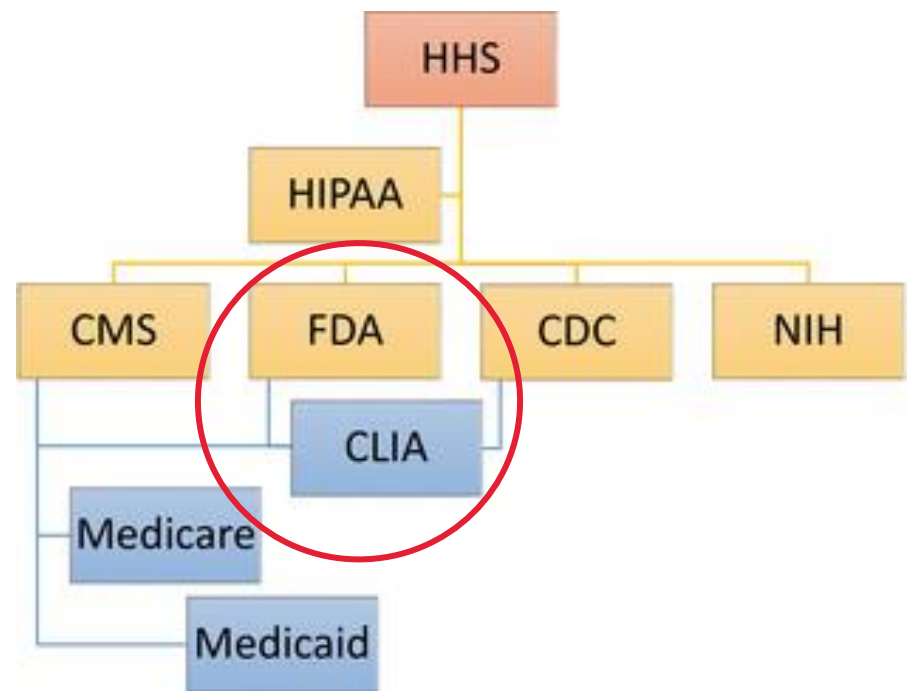 HHS
HIPAA
CMS
FDA
CDC
NIH
CLIA
Medicare
Medicaid